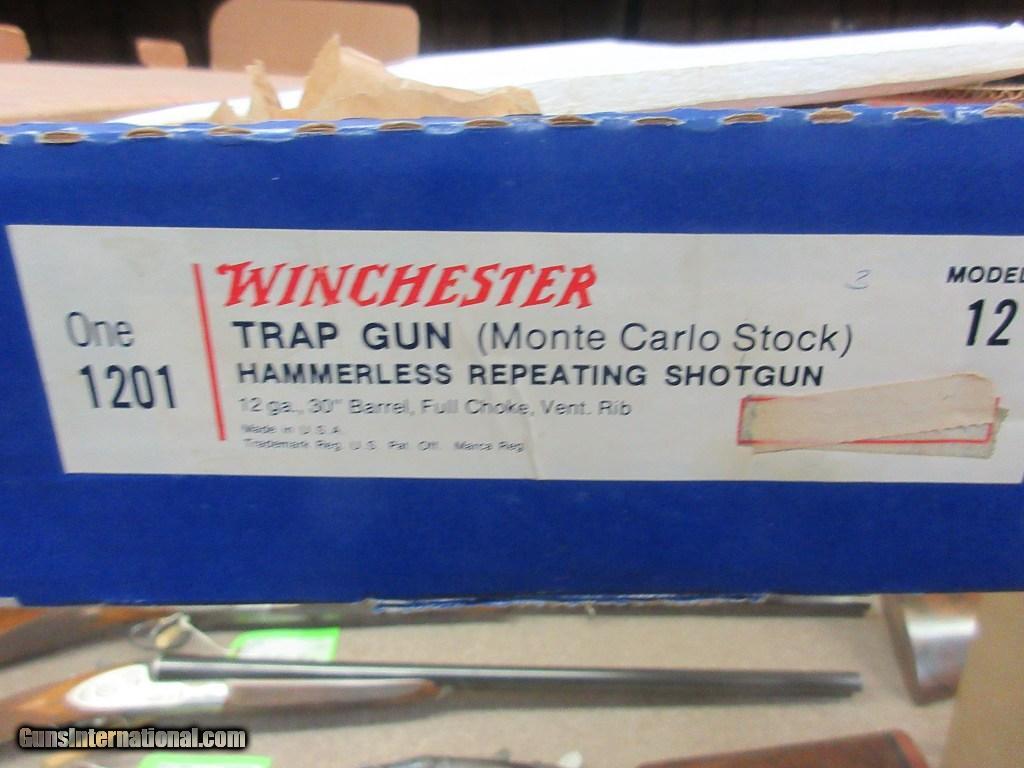 One
1201
WINCHESTER
TRAP GUN (Monte Carlo Stock)
HAMMERLESS REPEATING SHOTGUN
12 ga., 30" Barrel, Full Choke, Vent. Rib
Made in U.S.A.
Trademark Reg. U.S. Pat. Off. Marca Reg.
2
MODEL
12
GunsInternational.com